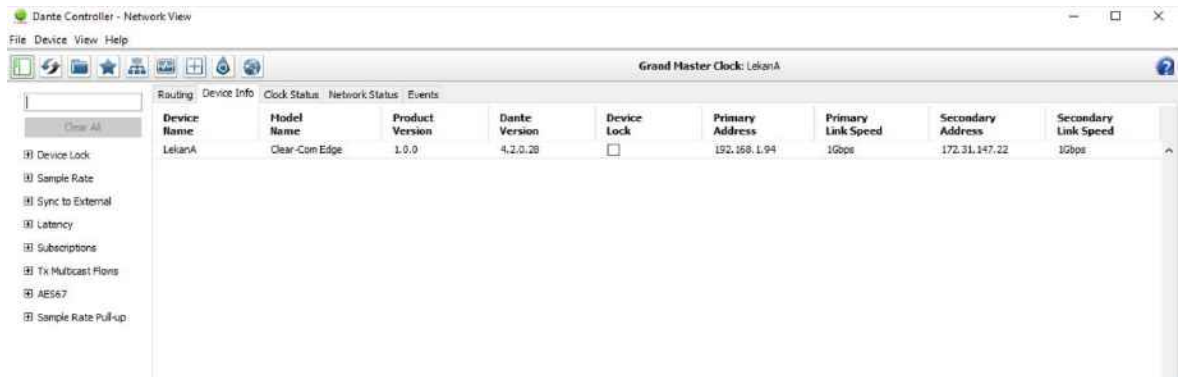 Dante Controller - Network View
File Device View Help
Grand Master Clock: LekanA
Clear All
Device Lock
Sample Rate
Sync to External
Latency
Subscriptions
Tx Multicast Flows
AES67
Sample Rate Pull-up
Routing Device Info Clock Status Network Status Events
Device Name Model Name Product Version Dante Version Device Lock Primary Address Primary Link Speed Secondary Address Secondary Link Speed
LekanA Clear-Com Edge 1.0.0 4.2.0.28 192.168.1.94 1Gbps 172.31.147.22 1Gbps